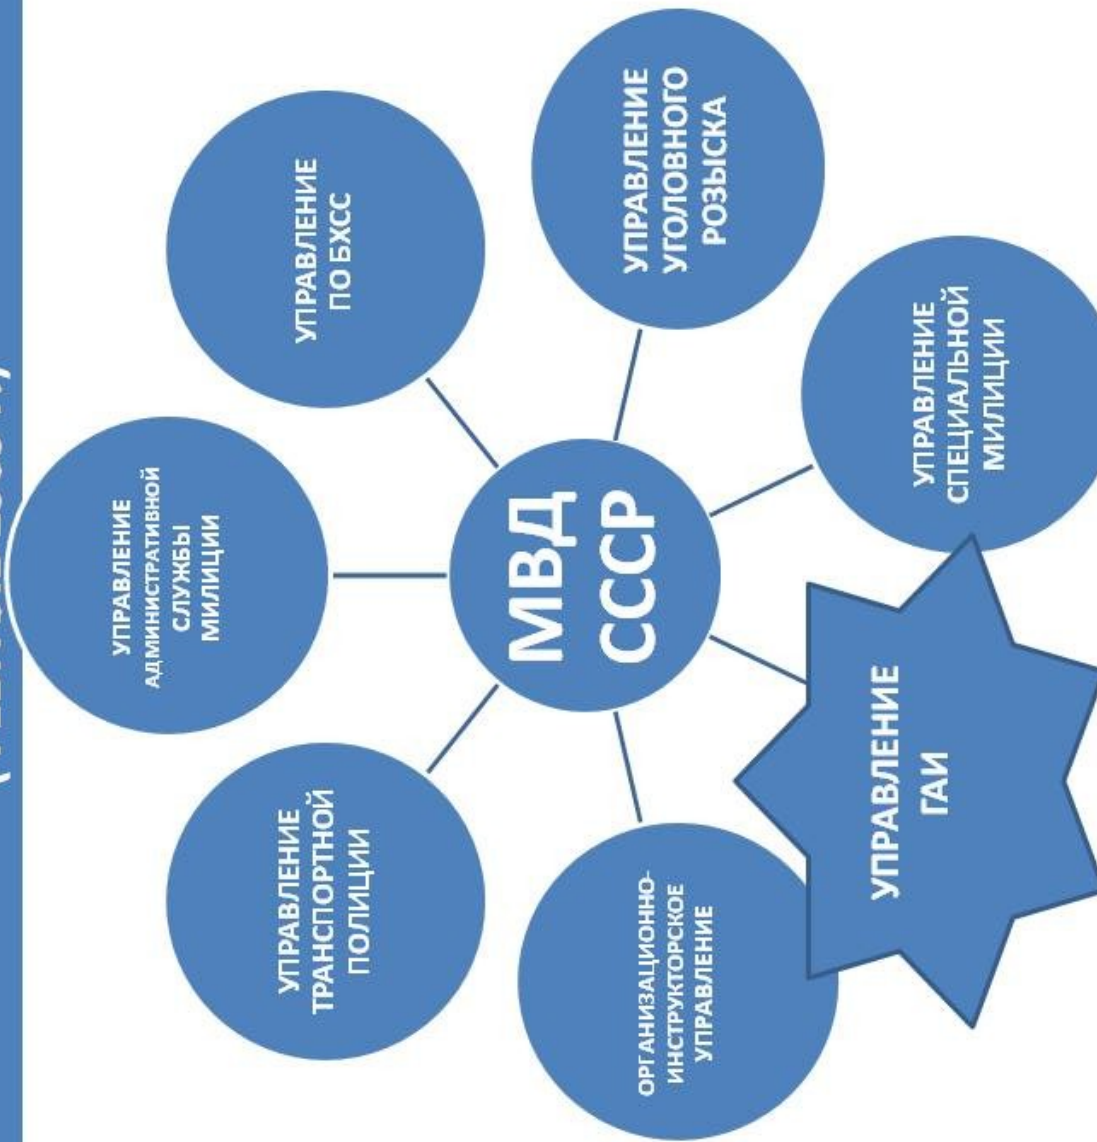 УПРАВЛЕНИЕ
АДМИНИСТРАТИВНОЙ
СЛУЖБЫ
МИЛИЦИИ
УПРАВЛЕНИЕ
ПО БХСС
УПРАВЛЕНИЕ
УГОЛОВНОГО
РОЗЫСКА
УПРАВЛЕНИЕ
СПЕЦИАЛЬНОЙ
МИЛИЦИИ
УПРАВЛЕНИЕ
ГАИ
ОРГАНИЗАЦИОННО-
ИНСТРУКТОРСКОЕ
УПРАВЛЕНИЕ
УПРАВЛЕНИЕ
ТРАНСПОРТНОЙ
ПОЛИЦИИ
МВД
СССР